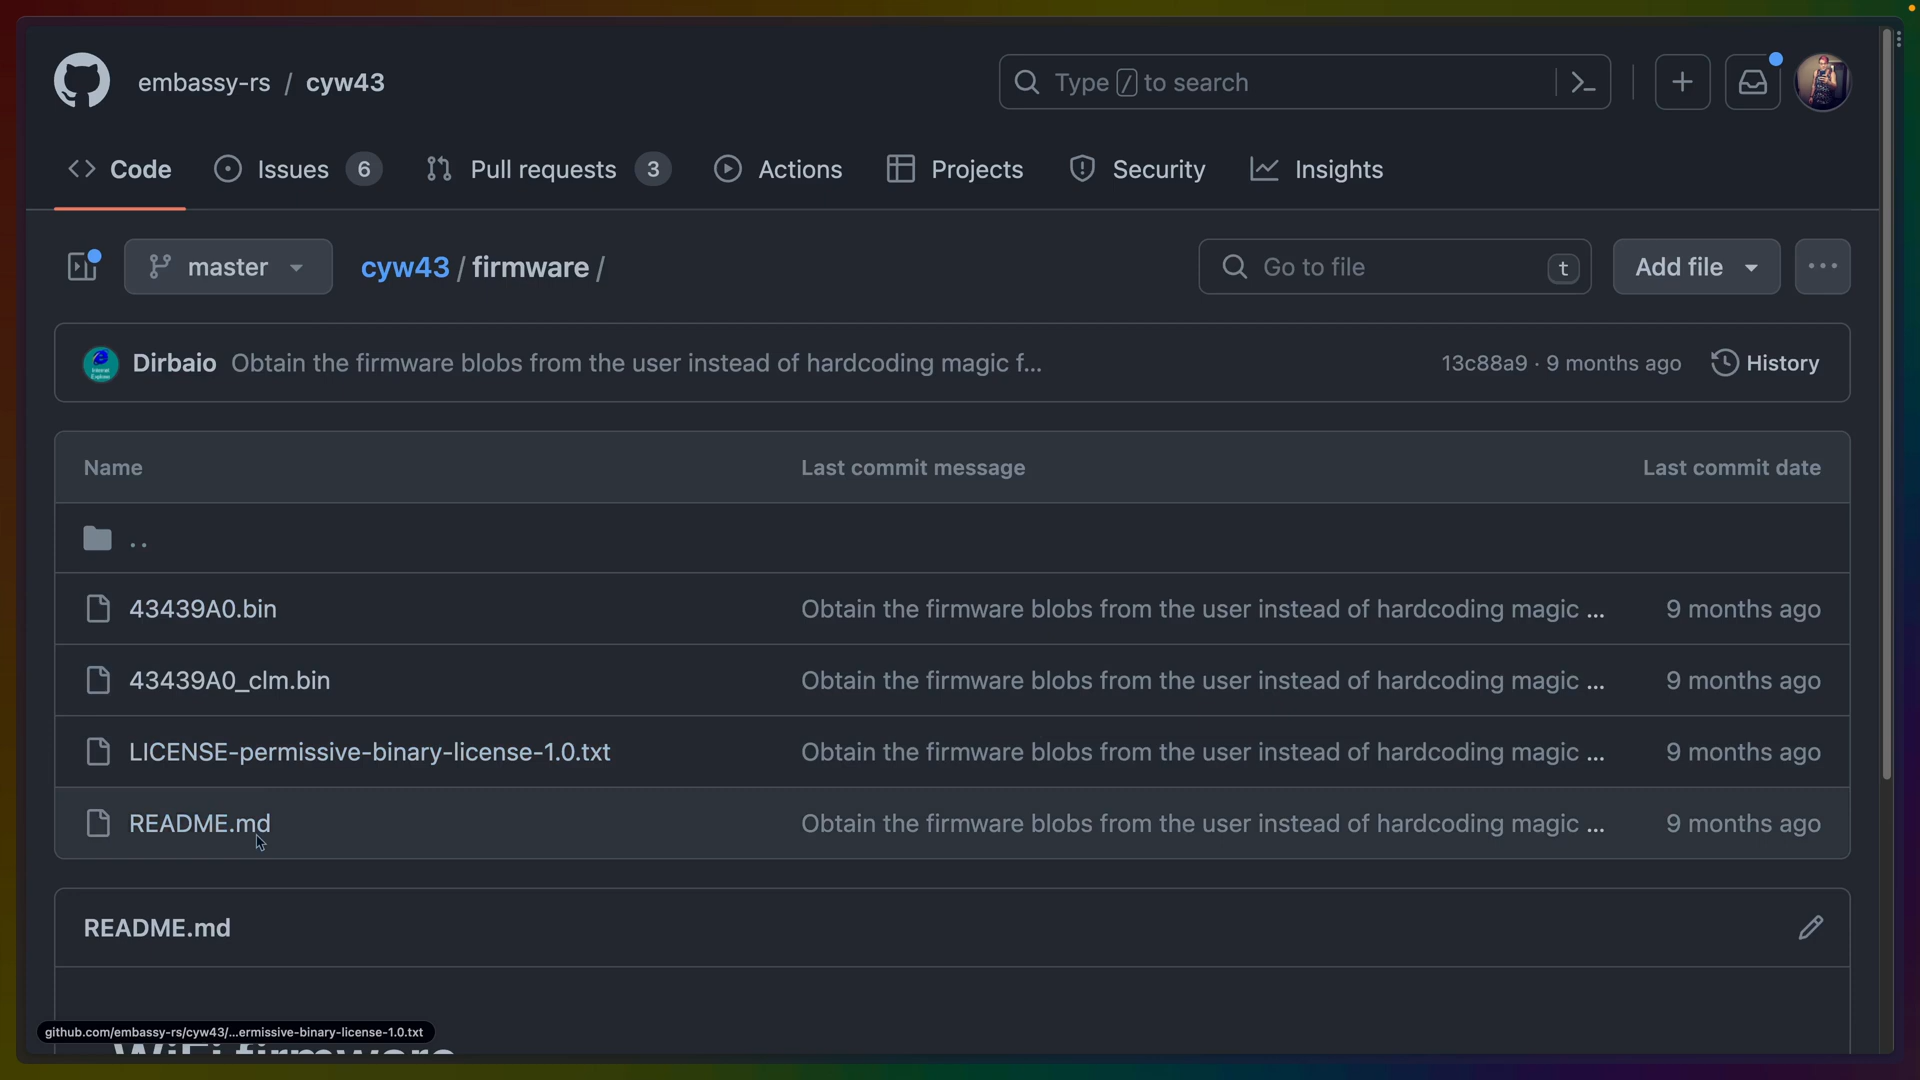 embassy-rs / cyw43
Type / to search
Code
Issues 6
Pull requests 3
Actions
Projects
Security
Insights
master
cyw43 / firmware /
Go to file
t
Add file
Dirbaio Obtain the firmware blobs from the user instead of hardcoding magic f... 13c88a9 · 9 months ago History
Name Last commit message Last commit date
..
43439A0.bin Obtain the firmware blobs from the user instead of hardcoding magic ... 9 months ago
43439A0_clm.bin Obtain the firmware blobs from the user instead of hardcoding magic ... 9 months ago
LICENSE-permissive-binary-license-1.0.txt Obtain the firmware blobs from the user instead of hardcoding magic ... 9 months ago
README.md Obtain the firmware blobs from the user instead of hardcoding magic ... 9 months ago
README.md
github.com/embassy-rs/cyw43/...ermissive-binary-license-1.0.txt
WiFi firmware